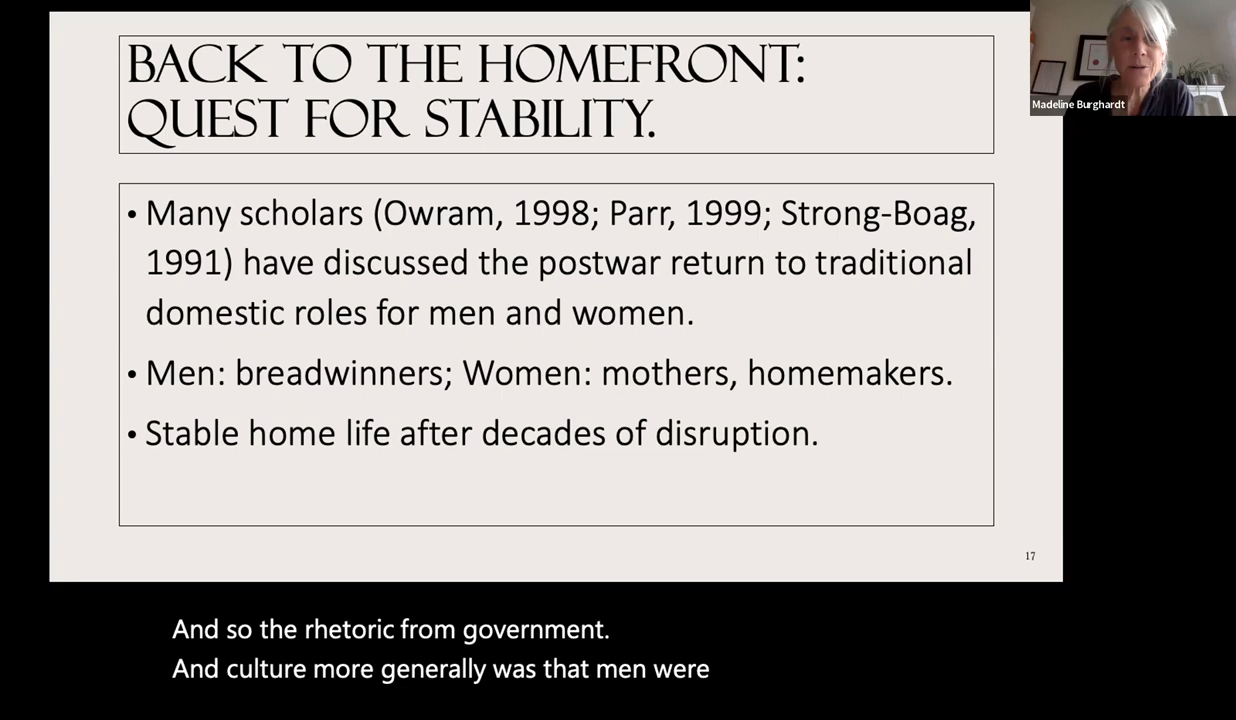 BACK TO THE HOMEFRONT:
QUEST FOR STABILITY.
Madeline Burghardt
• Many scholars (Owram, 1998; Parr, 1999; Strong-Boag,
1991) have discussed the postwar return to traditional
domestic roles for men and women.
• Men: breadwinners; Women: mothers, homemakers.
• Stable home life after decades of disruption.
17
And so the rhetoric from government.
And culture more generally was that men were